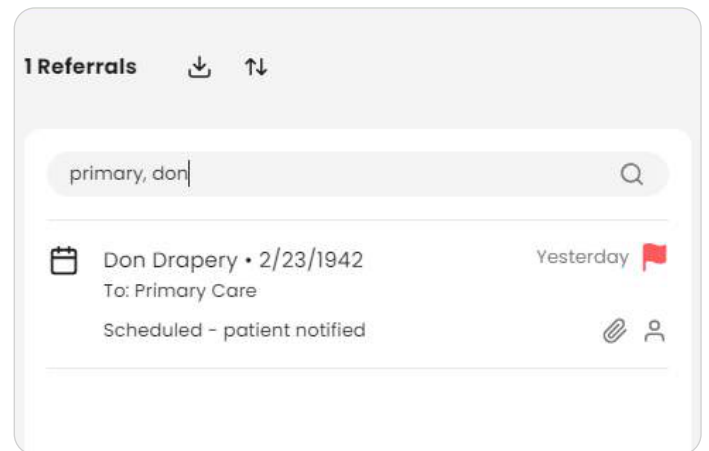 1 Referrals
primary, don
Don Drapery • 2/23/1942
Yesterday
To: Primary Care
Scheduled - patient notified